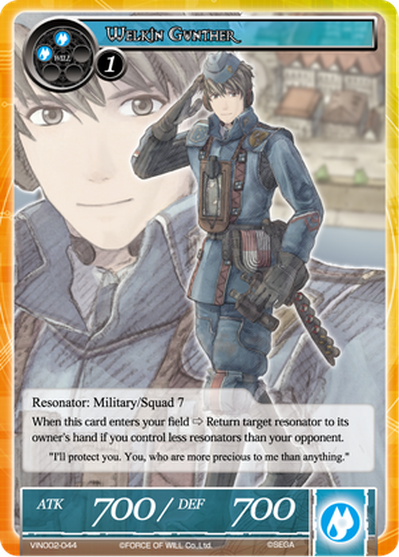 Welkin Gunther
WILL
1
Resonator: Military/Squad 7
When this card enters your field ⇨ Return target resonator to its
owner's hand if you control less resonators than your opponent.
"I'll protect you. You, who are more precious to me than anything."
ATK 700 / DEF 700
VIN002-044 ©FORCE OF WILL Co.,Ltd. ©SEGA